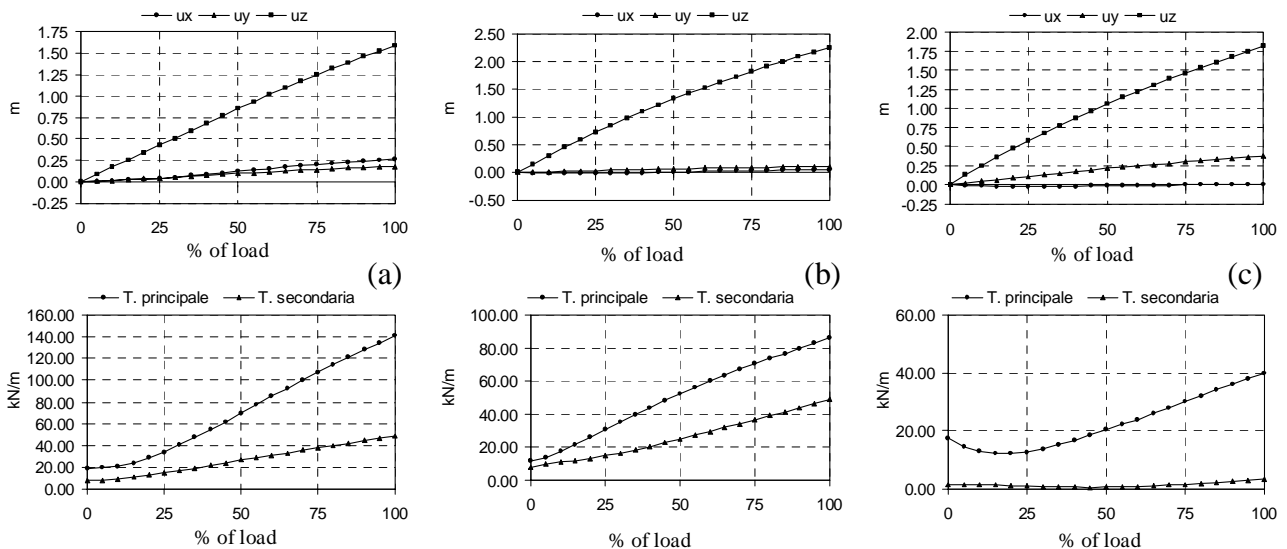 ux uy uz
1.75
1.50
1.25
1.00
0.75
0.50
0.25
0.00
-0.25
m
0 25 50 75 100
% of load
(a)
ux uy uz
2.50
2.00
1.50
1.00
0.50
0.00
-0.50
m
0 25 50 75 100
% of load
(b)
ux uy uz
2.00
1.75
1.50
1.25
1.00
0.75
0.50
0.25
0.00
-0.25
m
0 25 50 75 100
% of load
(c)
T. principale T. secondaria
160.00
140.00
120.00
100.00
80.00
60.00
40.00
20.00
0.00
kN/m
0 25 50 75 100
% of load
T. principale T. secondaria
100.00
80.00
60.00
40.00
20.00
0.00
kN/m
0 25 50 75 100
% of load
T. principale T. secondaria
60.00
40.00
20.00
0.00
kN/m
0 25 50 75 100
% of load